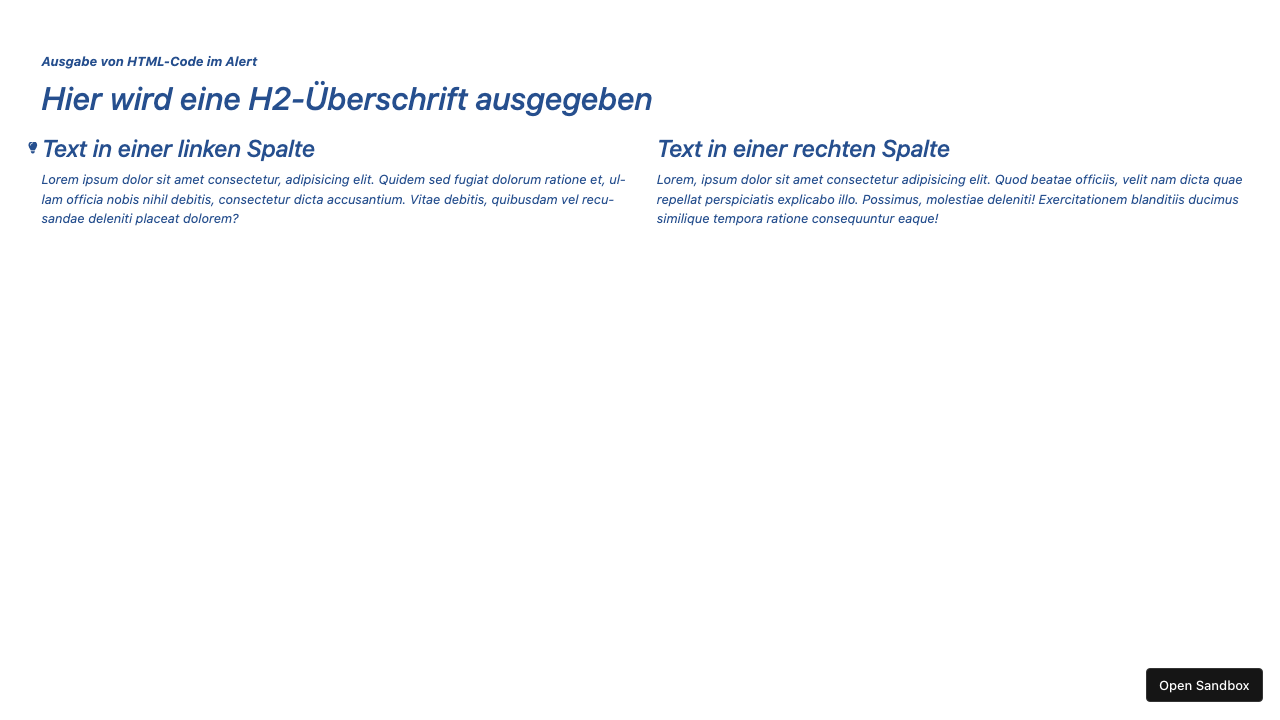 Ausgabe von HTML-Code im Alert
Hier wird eine H2-Überschrift ausgegeben
Text in einer linken Spalte
Lorem ipsum dolor sit amet consectetur, adipisicing elit. Quidem sed fugiat dolorum ratione et, ul-
lam officia nobis nihil debitis, consectetur dicta accusantium. Vitae debitis, quibusdam vel recu-
sandae deleniti placeat dolorem?
Text in einer rechten Spalte
Lorem, ipsum dolor sit amet consectetur adipisicing elit. Quod beatae officiis, velit nam dicta quae
repellat perspiciatis explicabo illo. Possimus, molestiae deleniti! Exercitationem blanditiis ducimus
similique tempora ratione consequuntur eaque!
Open Sandbox